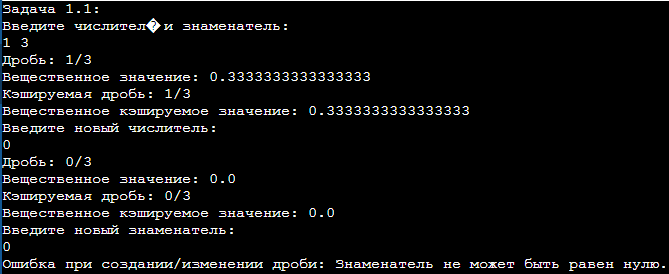 Задача 1.1:
Введите числител� и знаменатель:
1 3
Дробь: 1/3
Вещественное значение: 0.3333333333333333
Кэшируемая дробь: 1/3
Вещественное кэшируемое значение: 0.3333333333333333
Введите новый числитель:
0
Дробь: 0/3
Вещественное значение: 0.0
Кэшируемая дробь: 0/3
Вещественное кэшируемое значение: 0.0
Введите новый знаменатель:
0
Ошибка при создании/изменении дроби: Знаменатель не может быть равен нулю.